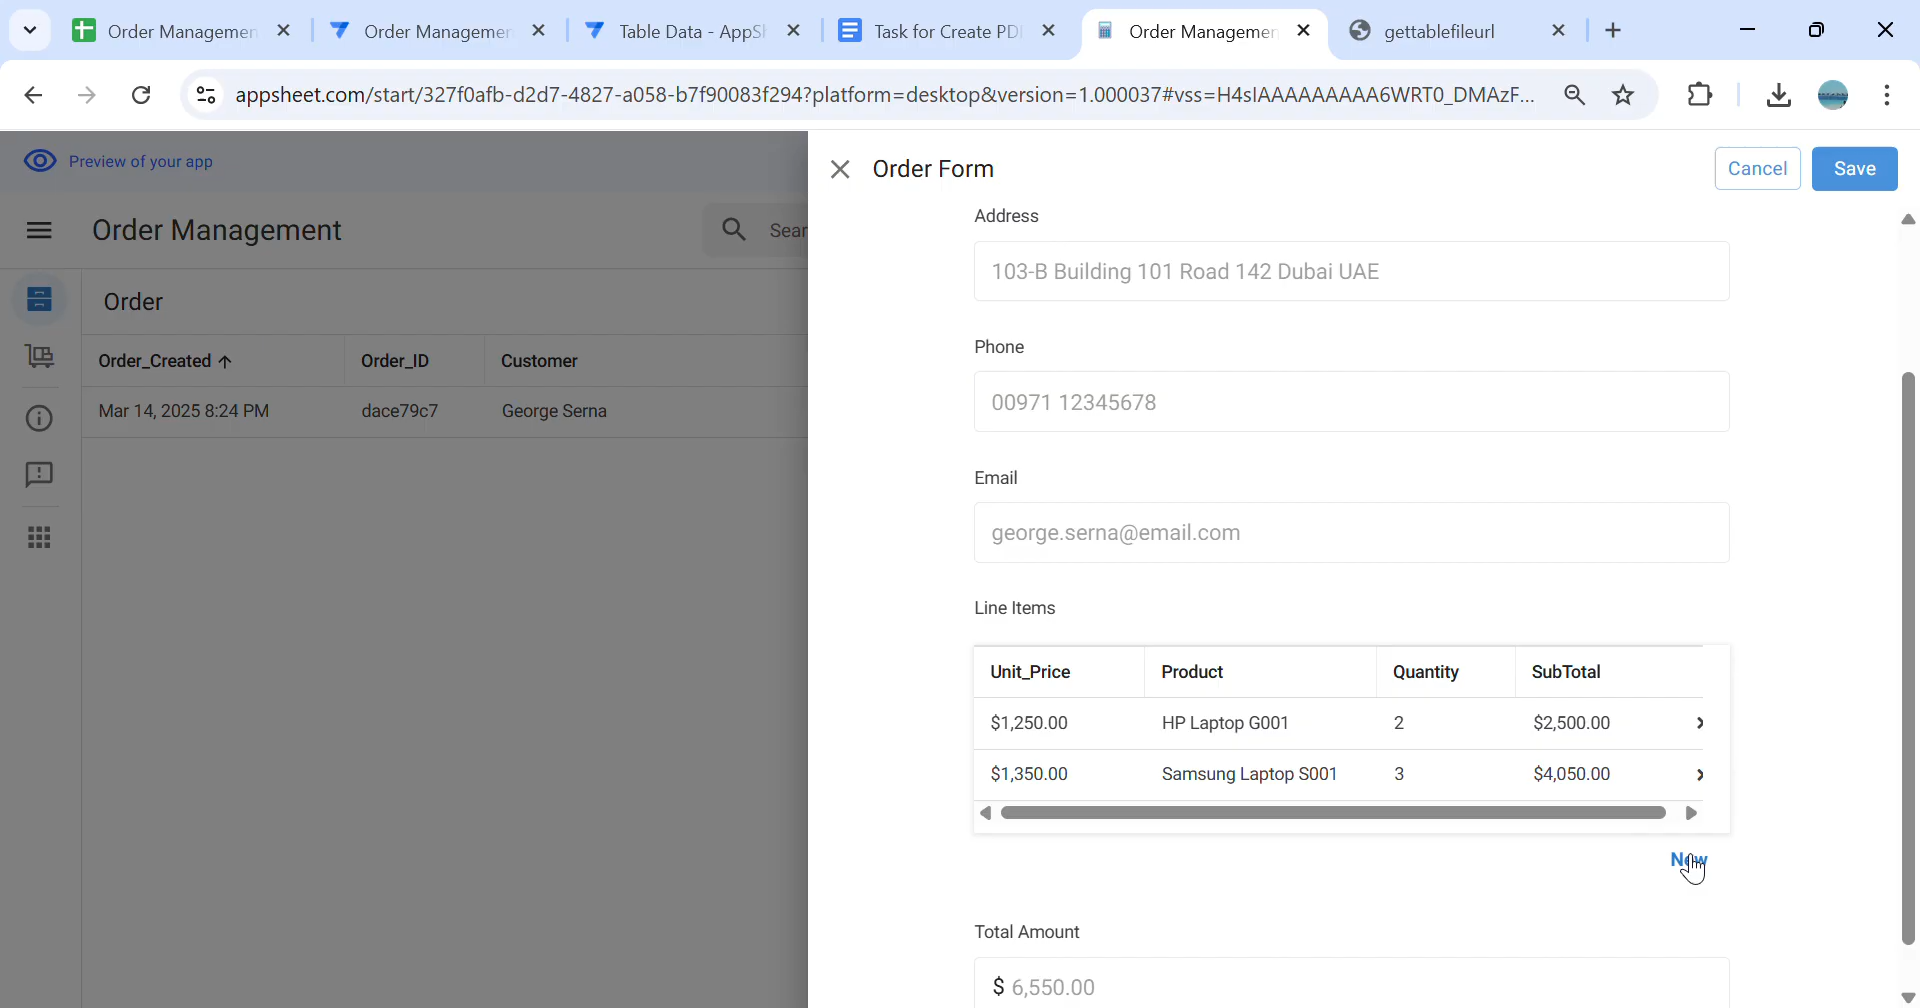 Order Managemen
Order Managemen
Table Data - AppSh
Task for Create PD
Order Managemen
gettablefileurl
appsheet.com/start/327f0afb-d2d7-4827-a058-b7f90083f294?platform=desktop&version=1.000037#vss=H4sIAAAAAAAAA6WRT0_DMAzF...
Preview of your app
Order Form
Cancel
Save
Order Management
Sear
Order
Order_Created
Order_ID
Customer
Mar 14, 2025 8:24 PM
dace79c7
George Serna
Address
103-B Building 101 Road 142 Dubai UAE
Phone
00971 12345678
Email
george.serna@email.com
Line Items
Unit_Price Product Quantity SubTotal
$1,250.00 HP Laptop G001 2 $2,500.00
$1,350.00 Samsung Laptop S001 3 $4,050.00
New
Total Amount
$ 6,550.00